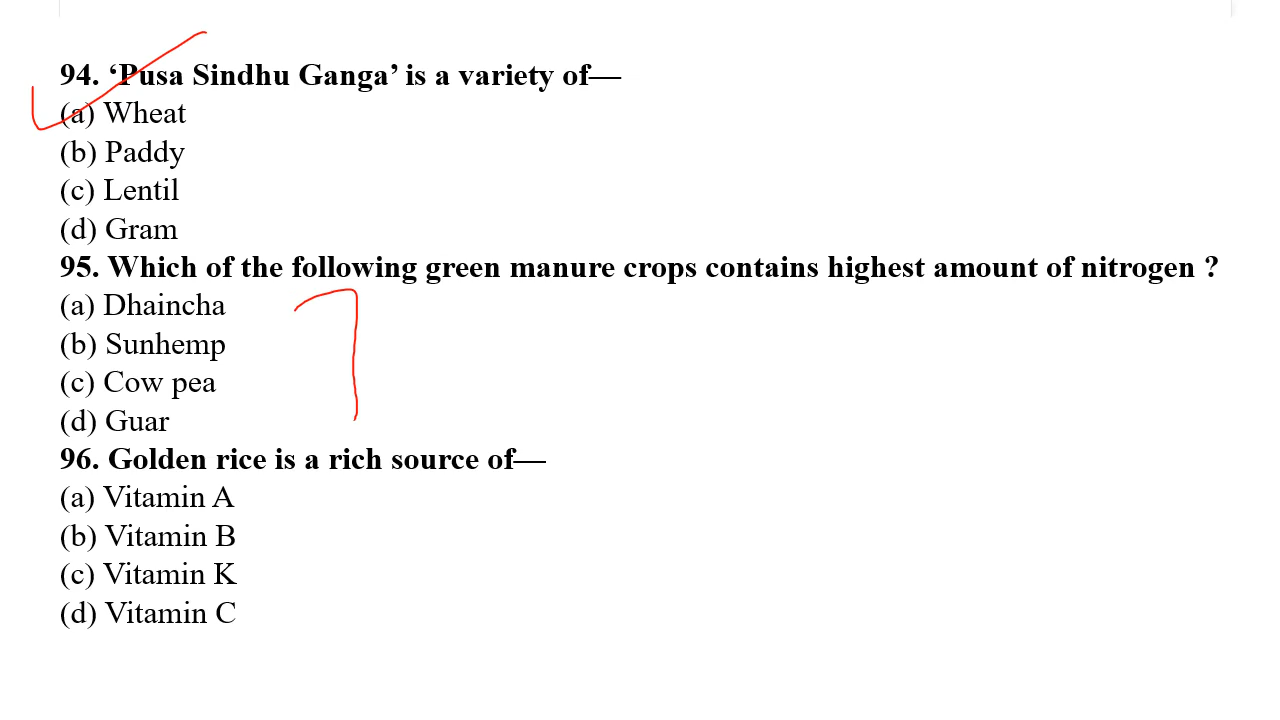 94. ‘Pusa Sindhu Ganga’ is a variety of—
(a) Wheat
(b) Paddy
(c) Lentil
(d) Gram
95. Which of the following green manure crops contains highest amount of nitrogen ?
(a) Dhaincha
(b) Sunhemp
(c) Cow pea
(d) Guar
96. Golden rice is a rich source of—
(a) Vitamin A
(b) Vitamin B
(c) Vitamin K
(d) Vitamin C